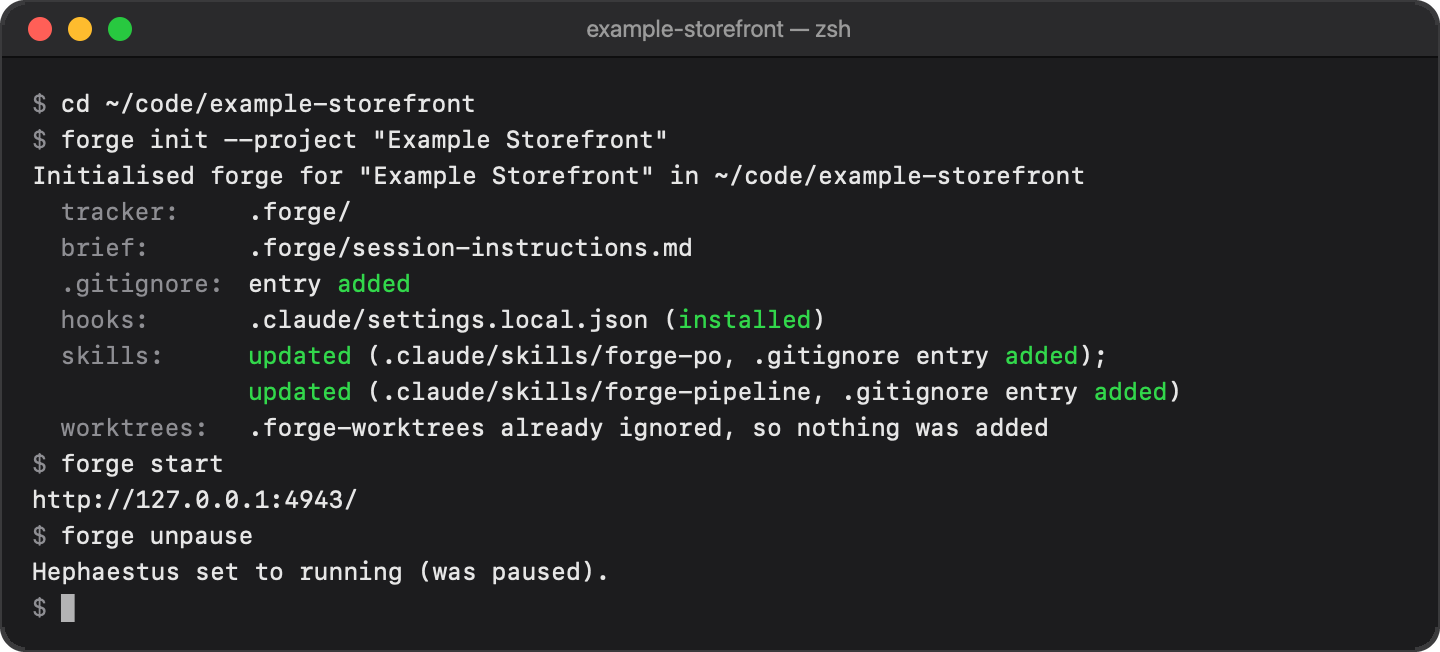 example-storefront — zsh
$ cd ~/code/example-storefront
$ forge init --project "Example Storefront"
Initialised forge for "Example Storefront" in ~/code/example-storefront
tracker: .forge/
brief: .forge/session-instructions.md
.gitignore: entry added
hooks: .claude/settings.local.json (installed)
skills: updated (.claude/skills/forge-po, .gitignore entry added);
updated (.claude/skills/forge-pipeline, .gitignore entry added)
worktrees: .forge-worktrees already ignored, so nothing was added
$ forge start
http://127.0.0.1:4943/
$ forge unpause
Hephaestus set to running (was paused).
$